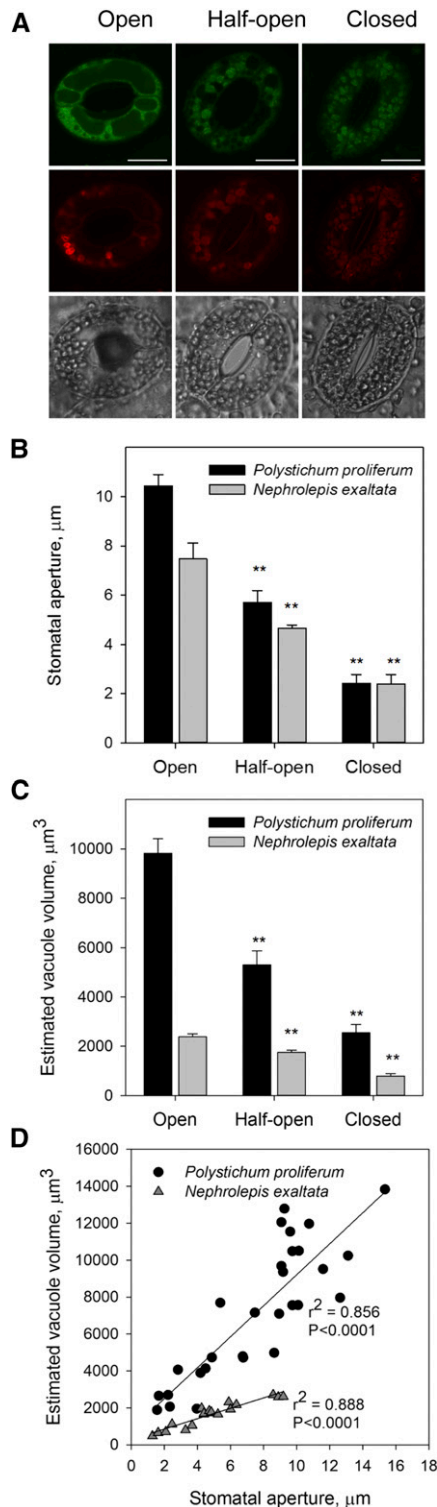 A
Open Half-open Closed
B
Stomatal aperture, μm
10
8
6
4
2
0
Polystichum proliferum
Nephrolepis exaltata
**
**
** **
Open Half-open Closed
C
Estimated vacuole volume, μm³
10000
8000
6000
4000
2000
0
Polystichum proliferum
Nephrolepis exaltata
**
**
**
**
Open Half-open Closed
D
Estimated vacuole volume, μm³
16000
14000
12000
10000
8000
6000
4000
2000
0
Polystichum proliferum
Nephrolepis exaltata
r² = 0.856
P<0.0001
r² = 0.888
P<0.0001
0 2 4 6 8 10 12 14 16 18
Stomatal aperture, μm